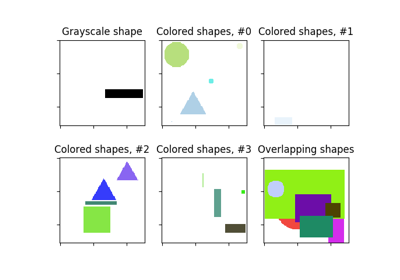 Grayscale shape
Colored shapes, #0
Colored shapes, #1
Colored shapes, #2
Colored shapes, #3
Overlapping shapes